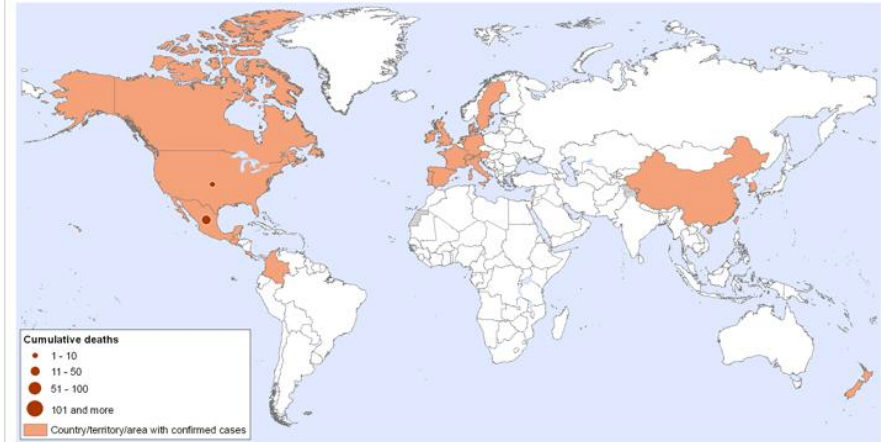 Cumulative deaths
1 - 10
11 - 50
51 - 100
101 and more
Country/territory/area with confirmed cases